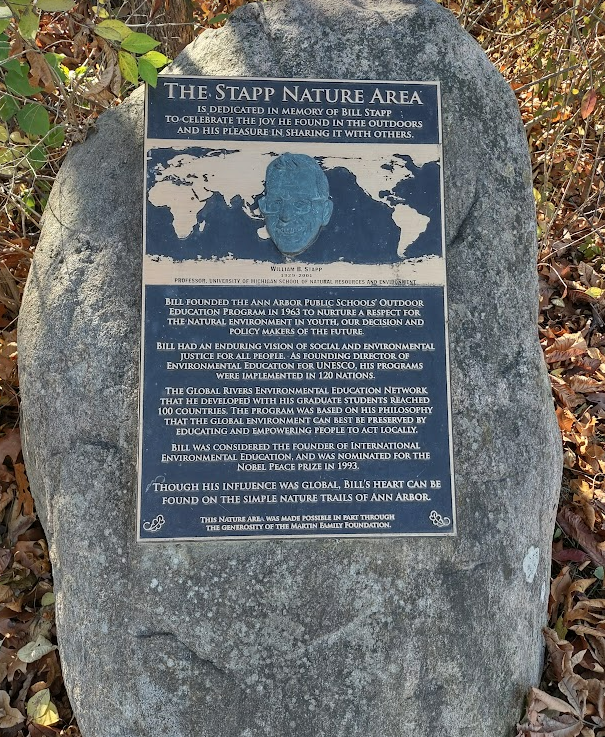 The Stapp Nature Area
is dedicated in memory of Bill Stapp
to celebrate the joy he found in the outdoors
and his pleasure in sharing it with others.
William B. Stapp
1929-2001
Professor, University of Michigan School of Natural Resources and Environment
Bill founded the Ann Arbor Public Schools' Outdoor
Education Program in 1963 to nurture a respect for
the natural environment in youth, our decision and
policy makers of the future.
Bill had an enduring vision of social and environmental
justice for all people. As founding director of
Environmental Education for UNESCO, his programs
were implemented in 120 nations.
The Global Rivers Environmental Education Network
that he developed with his graduate students reached
100 countries. The program was based on his philosophy
that the global environment can best be preserved by
educating and empowering people to act locally.
Bill was considered the founder of International
Environmental Education, and was nominated for the
Nobel Peace prize in 1993.
Though his influence was global, Bill's heart can be
found on the simple nature trails of Ann Arbor.
This Nature Area was made possible in part through
the generosity of the Martin Family Foundation.